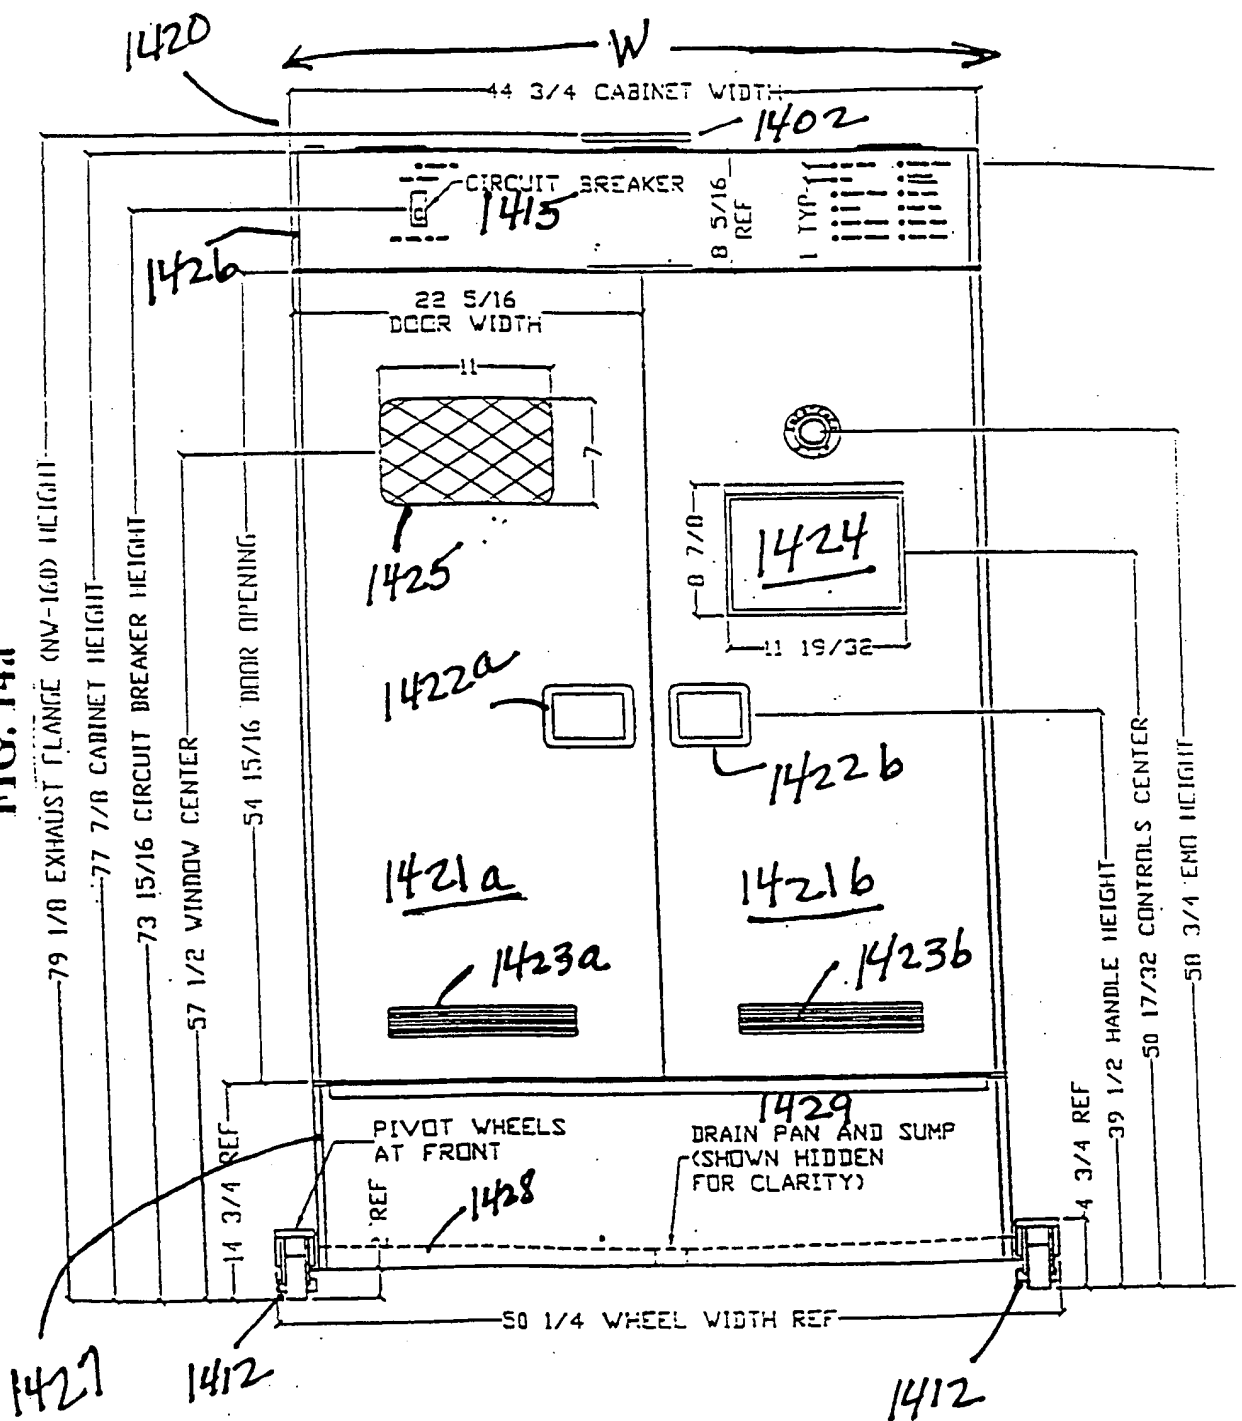 1420
W
44 3/4 CABINET WIDTH
1402
CIRCUIT BREAKER
1415
8 5/16
REF
1 TYP
1426
22 5/16
DOOR WIDTH
11
7
1425
8 7/8
1424
11 19/32
1422a
1422b
1421a
1421b
1423a
1423b
FIG. 14a
79 1/8 EXHAUST FLANGE (NW-160) HEIGHT
77 7/8 CABINET HEIGHT
73 15/16 CIRCUIT BREAKER HEIGHT
57 1/2 WINDOW CENTER
54 15/16 DOOR OPENING
14 3/4 REF
PIVOT WHEELS
AT FRONT
REF
1428
1429
DRAIN PAN AND SUMP
(SHOWN HIDDEN
FOR CLARITY)
4 3/4 REF
39 1/2 HANDLE HEIGHT
50 17/32 CONTROLS CENTER
58 3/4 EMO HEIGHT
50 1/4 WHEEL WIDTH REF
1427
1412
1412